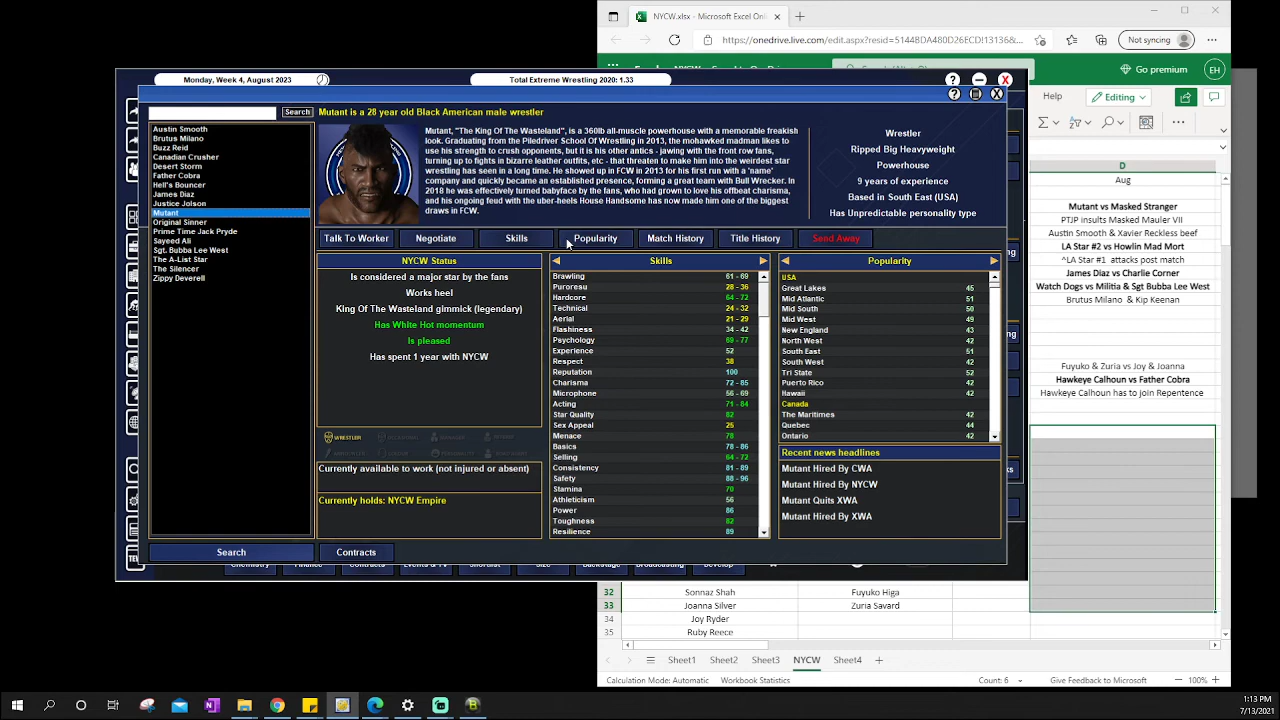 NYCW.xlsx - Microsoft Excel Onli
https://onedrive.live.com/edit.aspx?resid=5144BDA480D26ECD!13136&
Not syncing
Monday, Week 4, August 2023
Total Extreme Wrestling 2020: 1.33
Go premium
EH
Help
Editing
Search
Mutant is a 28 year old Black American male wrestler
Austin Smooth
Brutus Milano
Buzz Reid
Canadian Crusher
Desert Storm
Father Cobra
Hell's Bouncer
James Diaz
Justice Jolson
Mutant
Original Sinner
Prime Time Jack Pryde
Sayeed Ali
Sgt. Bubba Lee West
The A-List Star
The Silencer
Zippy Deverell
Mutant, "The King Of The Wasteland", is a 360lb all-muscle powerhouse with a memorable freakish
look. Graduating from the Piledriver School Of Wrestling in 2013, the mohawked madman likes to
use his strength to crush opponents, but it is his other antics - jawing with the front row fans,
turning up to fights in bizarre leather outfits, etc - that threaten to make him into the weirdest star
wrestling has seen in a long time. He showed up in FCW in 2013 for his first run with a 'name'
company and quickly became an established presence, forming a great team with Bull Wrecker. In
2018 he was effectively turned babyface by the fans, who had grown to love his offbeat charisma,
and his ongoing feud with the uber-heels House Handsome has now made him one of the biggest
draws in FCW.
Wrestler
Ripped Big Heavyweight
Powerhouse
9 years of experience
Based in South East (USA)
Has Unpredictable personality type
Talk To Worker
Negotiate
Skills
Popularity
Match History
Title History
Send Away
NYCW Status
Is considered a major star by the fans
Works heel
King Of The Wasteland gimmick (legendary)
Has White Hot momentum
Is pleased
Has spent 1 year with NYCW
WRESTLER
Currently available to work (not injured or absent)
Currently holds: NYCW Empire
Skills
Brawling 61 - 69
Puroresu 28 - 36
Hardcore 64 - 72
Technical 24 - 32
Aerial 21 - 29
Flashiness 34 - 42
Psychology 69 - 77
Experience 52
Respect 38
Reputation 100
Charisma 72 - 85
Microphone 56 - 69
Acting 71 - 84
Star Quality 82
Sex Appeal 25
Menace 78
Basics 78 - 86
Selling 64 - 72
Consistency 81 - 89
Safety 88 - 96
Stamina 70
Athleticism 56
Power 86
Toughness 82
Resilience 89
Popularity
USA
Great Lakes 45
Mid Atlantic 51
Mid South 50
Mid West 49
New England 43
North West 42
South East 51
South West 42
Tri State 52
Puerto Rico 42
Hawaii 42
Canada
The Maritimes 42
Quebec 44
Ontario 42
Recent news headlines
Mutant Hired By CWA
Mutant Hired By NYCW
Mutant Quits XWA
Mutant Hired By XWA
Search
Contracts
D
Aug
Mutant vs Masked Stranger
PTJP insults Masked Mauler VII
Austin Smooth & Xavier Reckless beef
LA Star #2 vs Howlin Mad Mort
^LA Star #1 attacks post match
James Diaz vs Charlie Corner
Watch Dogs vs Militia & Sgt Bubba Lee West
Brutus Milano & Kip Keenan
Fuyuko & Zuria vs Joy & Joanna
Hawkeye Calhoun vs Father Cobra
Hawkeye Calhoun has to join Repentence
32 Sonnaz Shah Fuyuko Higa
33 Joanna Silver Zuria Savard
34 Joy Ryder
35 Ruby Reece
Sheet1 Sheet2 Sheet3 NYCW Sheet4
Calculation Mode: Automatic Workbook Statistics Count: 6 Give Feedback to Microsoft 100%
1:13 PM
7/13/2021